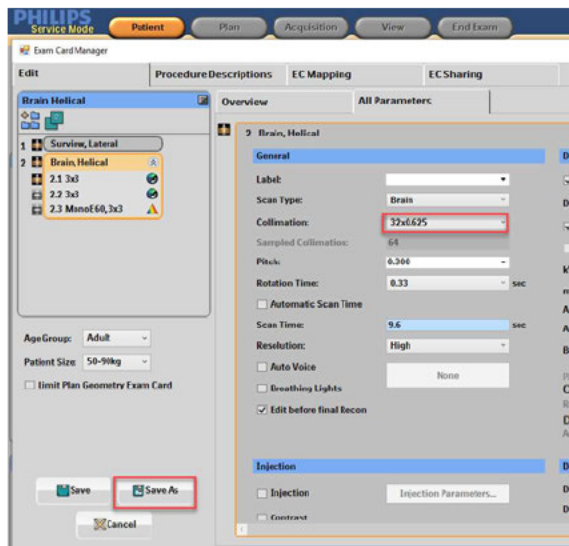 PHILIPS
Service Mode
Patient
Plan
Acquisition
View
End Exam
Exam Card Manager
Edit
Procedure Descriptions
EC Mapping
EC Sharing
Brain Helical
Overview
All Parameters
1 Surview, Lateral
2 Brain, Helical
2.1 3x3
2.2 3x3
2.3 MonoE60, 3x3
2 Brain, Helical
General
Label:
Scan Type: Brain
Collimation: 32x0.625
Sampled Collimation: 64
Pitch: 0.300
Rotation Time: 0.33 sec
Automatic Scan Time
Scan Time: 9.6 sec
Resolution: High
Auto Voice
None
Breathing Lights
Edit before final Recon
Age Group: Adult
Patient Size: 50-90kg
Limit Plan Geometry Exam Card
Injection
Injection
Injection Parameters...
Contrast
Save
Save As
Cancel